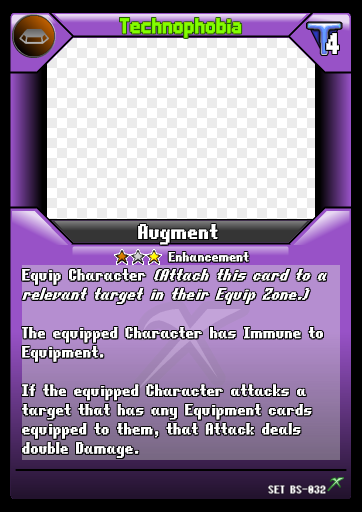 Technophobia
T4
Augment
Enhancement
Equip Character (Attach this card to a
relevant target in their Equip Zone.)
The equipped Character has Immune to
Equipment.
If the equipped Character attacks a
target that has any Equipment cards
equipped to them, that Attack deals
double Damage.
SET BS-032